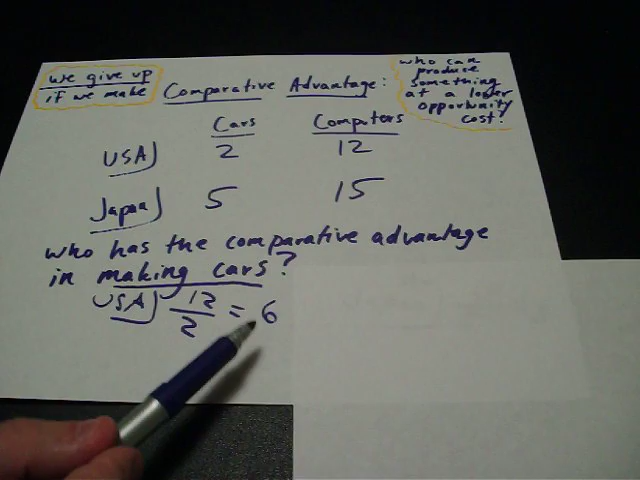 we give up
if we make
Comparative Advantage:
who can
produce
something
at a lower
opportunity
cost?
Cars Computers
USA 2 12
Japan 5 15
who has the comparative advantage
in making cars?
USA 12/2 = 6